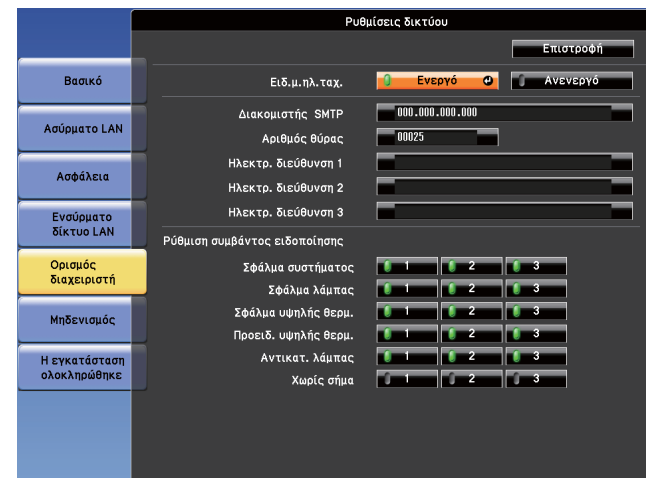 Ρυθμίσεις δικτύου
Επιστροφή
Βασικό
Ασύρματο LAN
Ασφάλεια
Ενσύρματο
δίκτυο LAN
Ορισμός
διαχειριστή
Μηδενισμός
Η εγκατάσταση
ολοκληρώθηκε
Ειδ.μ.ηλ.ταχ. Ενεργό Ανενεργό
Διακομιστής SMTP 000.000.000.000
Αριθμός θύρας 00025
Ηλεκτρ. διεύθυνση 1
Ηλεκτρ. διεύθυνση 2
Ηλεκτρ. διεύθυνση 3
Ρύθμιση συμβάντος ειδοποίησης
Σφάλμα συστήματος 1 2 3
Σφάλμα λάμπας 1 2 3
Σφάλμα υψηλής θερμ. 1 2 3
Προειδ. υψηλής θερμ. 1 2 3
Αντικατ. λάμπας 1 2 3
Χωρίς σήμα 1 2 3